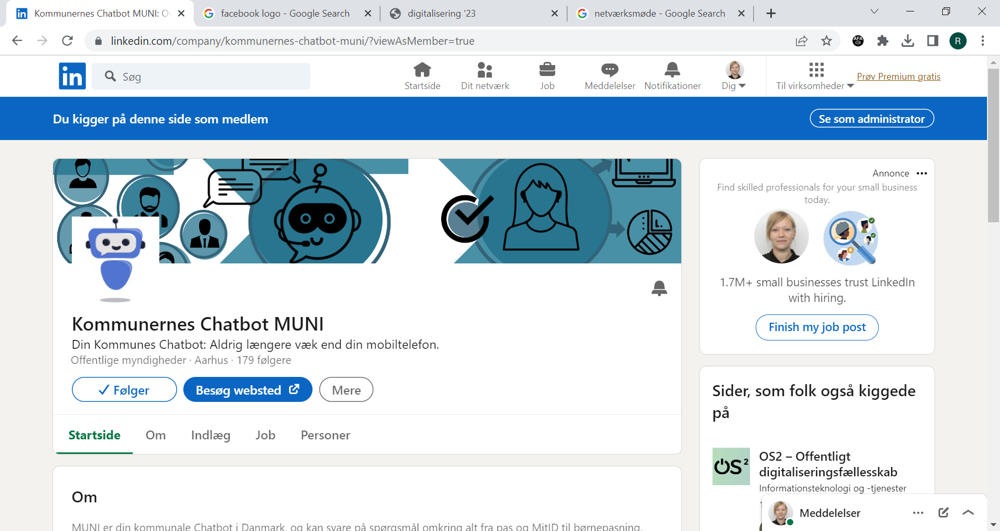 Kommunernes Chatbot MUNI: O
facebook logo - Google Search
digitalisering '23
netværksmøde - Google Search
linkedin.com/company/kommunernes-chatbot-muni/?viewAsMember=true
AFA
R
in
Søg
Startside
Dit netværk
Job
Meddelelser
Notifikationer
Dig
Til virksomheder
Prøv Premium gratis
Du kigger på denne side som medlem
Se som administrator
Kommunernes Chatbot MUNI
Din Kommunes Chatbot: Aldrig længere væk end din mobiltelefon.
Offentlige myndigheder · Aarhus · 179 følgere
Følger
Besøg websted
Mere
Startside
Om
Indlæg
Job
Personer
Om
MUNI er din kommunale Chatbot i Danmark, og kan svare på spørgsmål omkring alt fra pas og MitID til børnepasning,
Annonce
Find skilled professionals for your small business
today.
1.7M+ small businesses trust LinkedIn
with hiring.
Finish my job post
Sider, som folk også kiggede
på
OS²
OS2 – Offentligt
digitaliseringsfællesskab
Informationsteknologi og -tjenester
Meddelelser